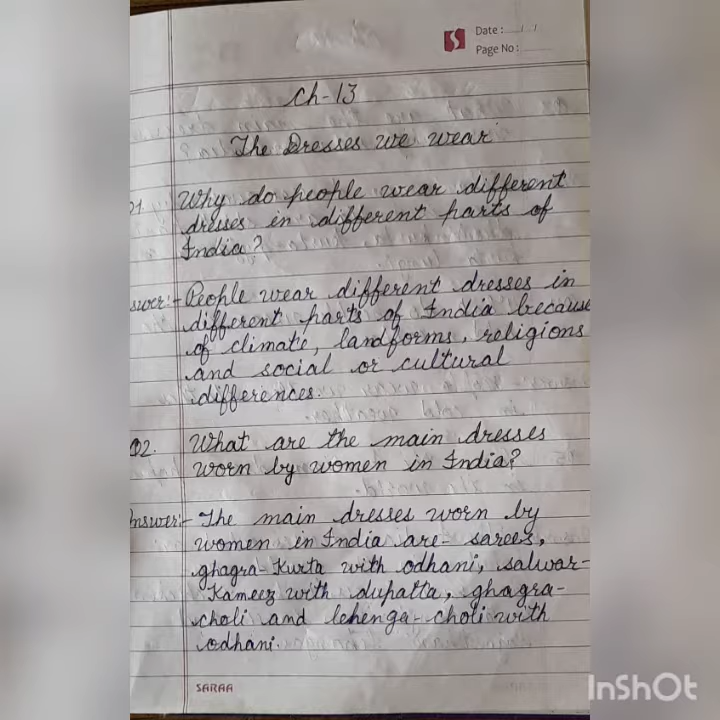 Date : / /
Page No :
Ch-13
The Dresses we wear
Why do people wear different
dresses in different parts of
India?
swer:- People wear different dresses in
different parts of India because
of climatic, landforms, religions
and social or cultural
differences.
Q2. What are the main dresses
worn by women in India?
Answer:- The main dresses worn by
women in India are- sarees,
ghagra-Kurta with odhani, salwar-
Kameez with dupatta, ghagra-
choli and lehenga-choli with
odhani.
SARAA
InShOt